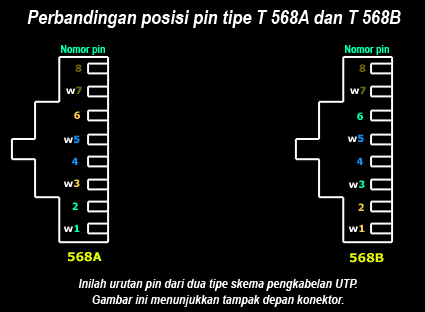 Perbandingan posisi pin tipe T 568A dan T 568B
Nomor pin Nomor pin
8 8
w7 w7
6 6
w5 w5
4 4
w3 w3
2 2
w1 w1
568A 568B
Inilah urutan pin dari dua tipe skema pengkabelan UTP.
Gambar ini menunjukkan tampak depan konektor.